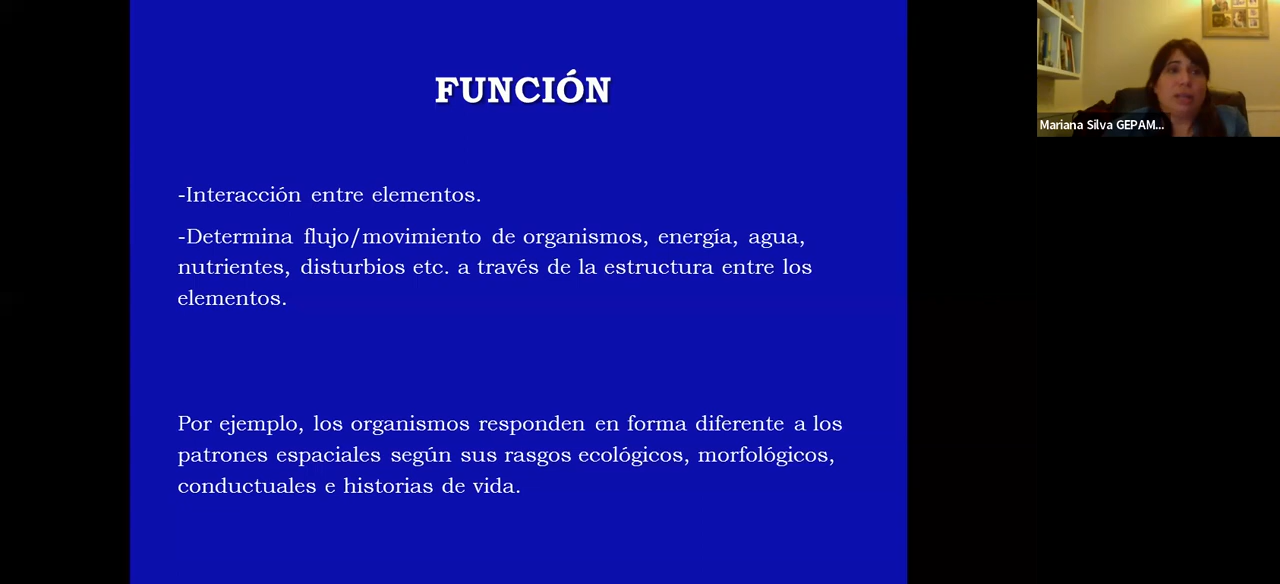 FUNCIÓN
-Interacción entre elementos.
-Determina flujo/movimiento de organismos, energía, agua,
nutrientes, disturbios etc. a través de la estructura entre los
elementos.
Por ejemplo, los organismos responden en forma diferente a los
patrones espaciales según sus rasgos ecológicos, morfológicos,
conductuales e historias de vida.
Mariana Silva GEPAM...